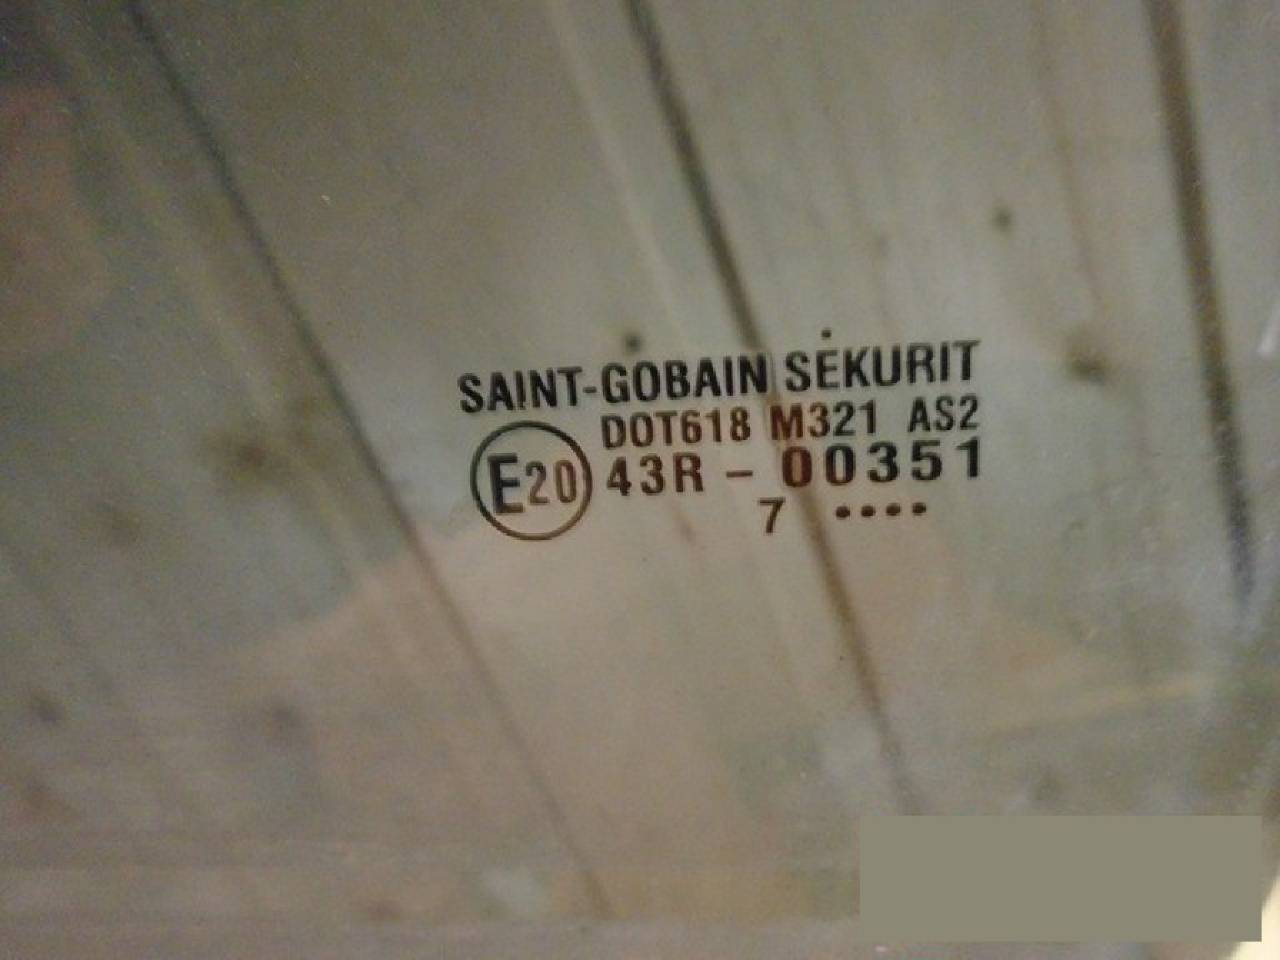 SAINT-GOBAIN SEKURIT
DOT618 M321 AS2
E20 43R - 00351
7 ••••